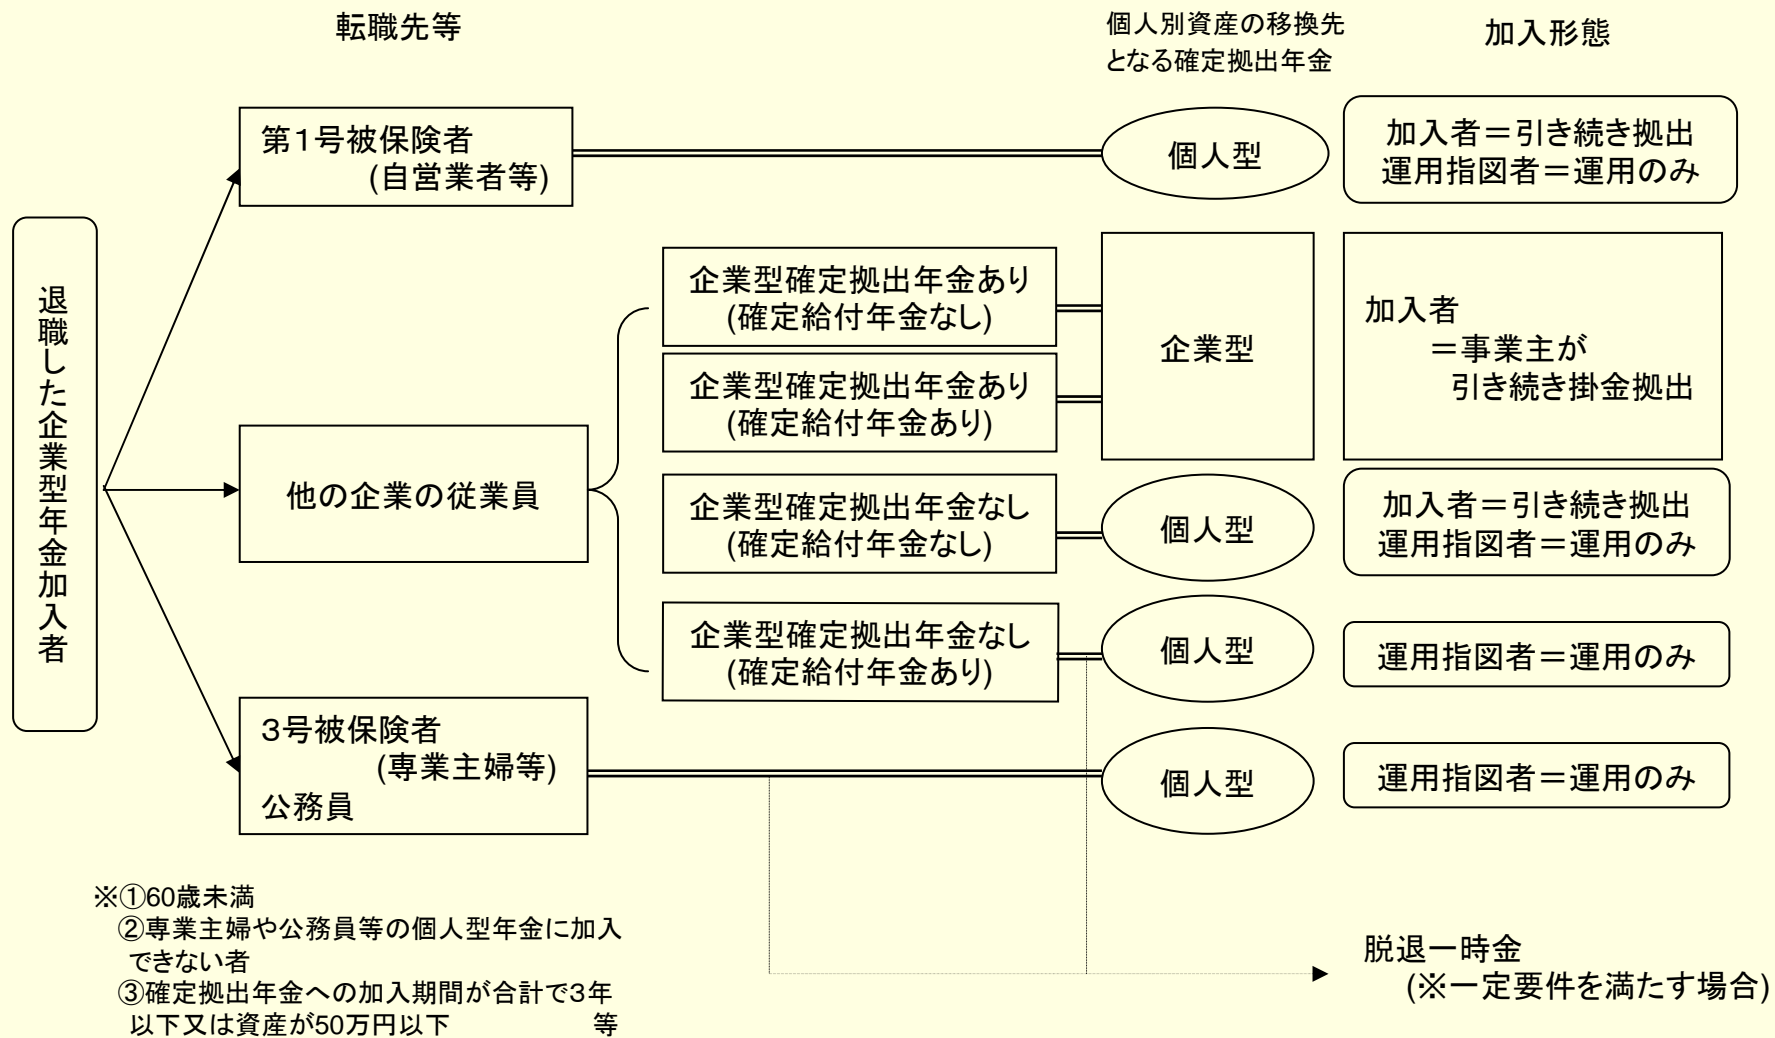 転職先等
個人別資産の移換先
となる確定拠出年金
加入形態
退職した企業型年金加入者
第1号被保険者
(自営業者等)
個人型
加入者＝引き続き拠出
運用指図者＝運用のみ
他の企業の従業員
企業型確定拠出年金あり
(確定給付年金なし)
企業型確定拠出年金あり
(確定給付年金あり)
企業型
加入者
＝事業主が
引き続き掛金拠出
企業型確定拠出年金なし
(確定給付年金なし)
個人型
加入者＝引き続き拠出
運用指図者＝運用のみ
企業型確定拠出年金なし
(確定給付年金あり)
個人型
運用指図者＝運用のみ
3号被保険者
(専業主婦等)
公務員
個人型
運用指図者＝運用のみ
※①60歳未満
②専業主婦や公務員等の個人型年金に加入
できない者
③確定拠出年金への加入期間が合計で3年
以下又は資産が50万円以下 等
脱退一時金
(※一定要件を満たす場合)